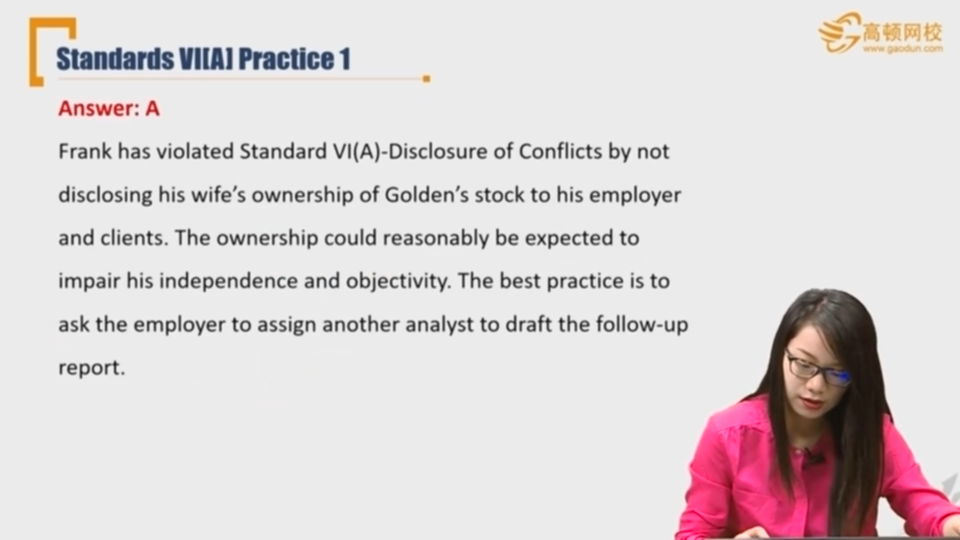 Standards VI[A] Practice 1
高顿网校
www.gaodun.com
Answer: A
Frank has violated Standard VI(A)-Disclosure of Conflicts by not
disclosing his wife’s ownership of Golden’s stock to his employer
and clients. The ownership could reasonably be expected to
impair his independence and objectivity. The best practice is to
ask the employer to assign another analyst to draft the follow-up
report.